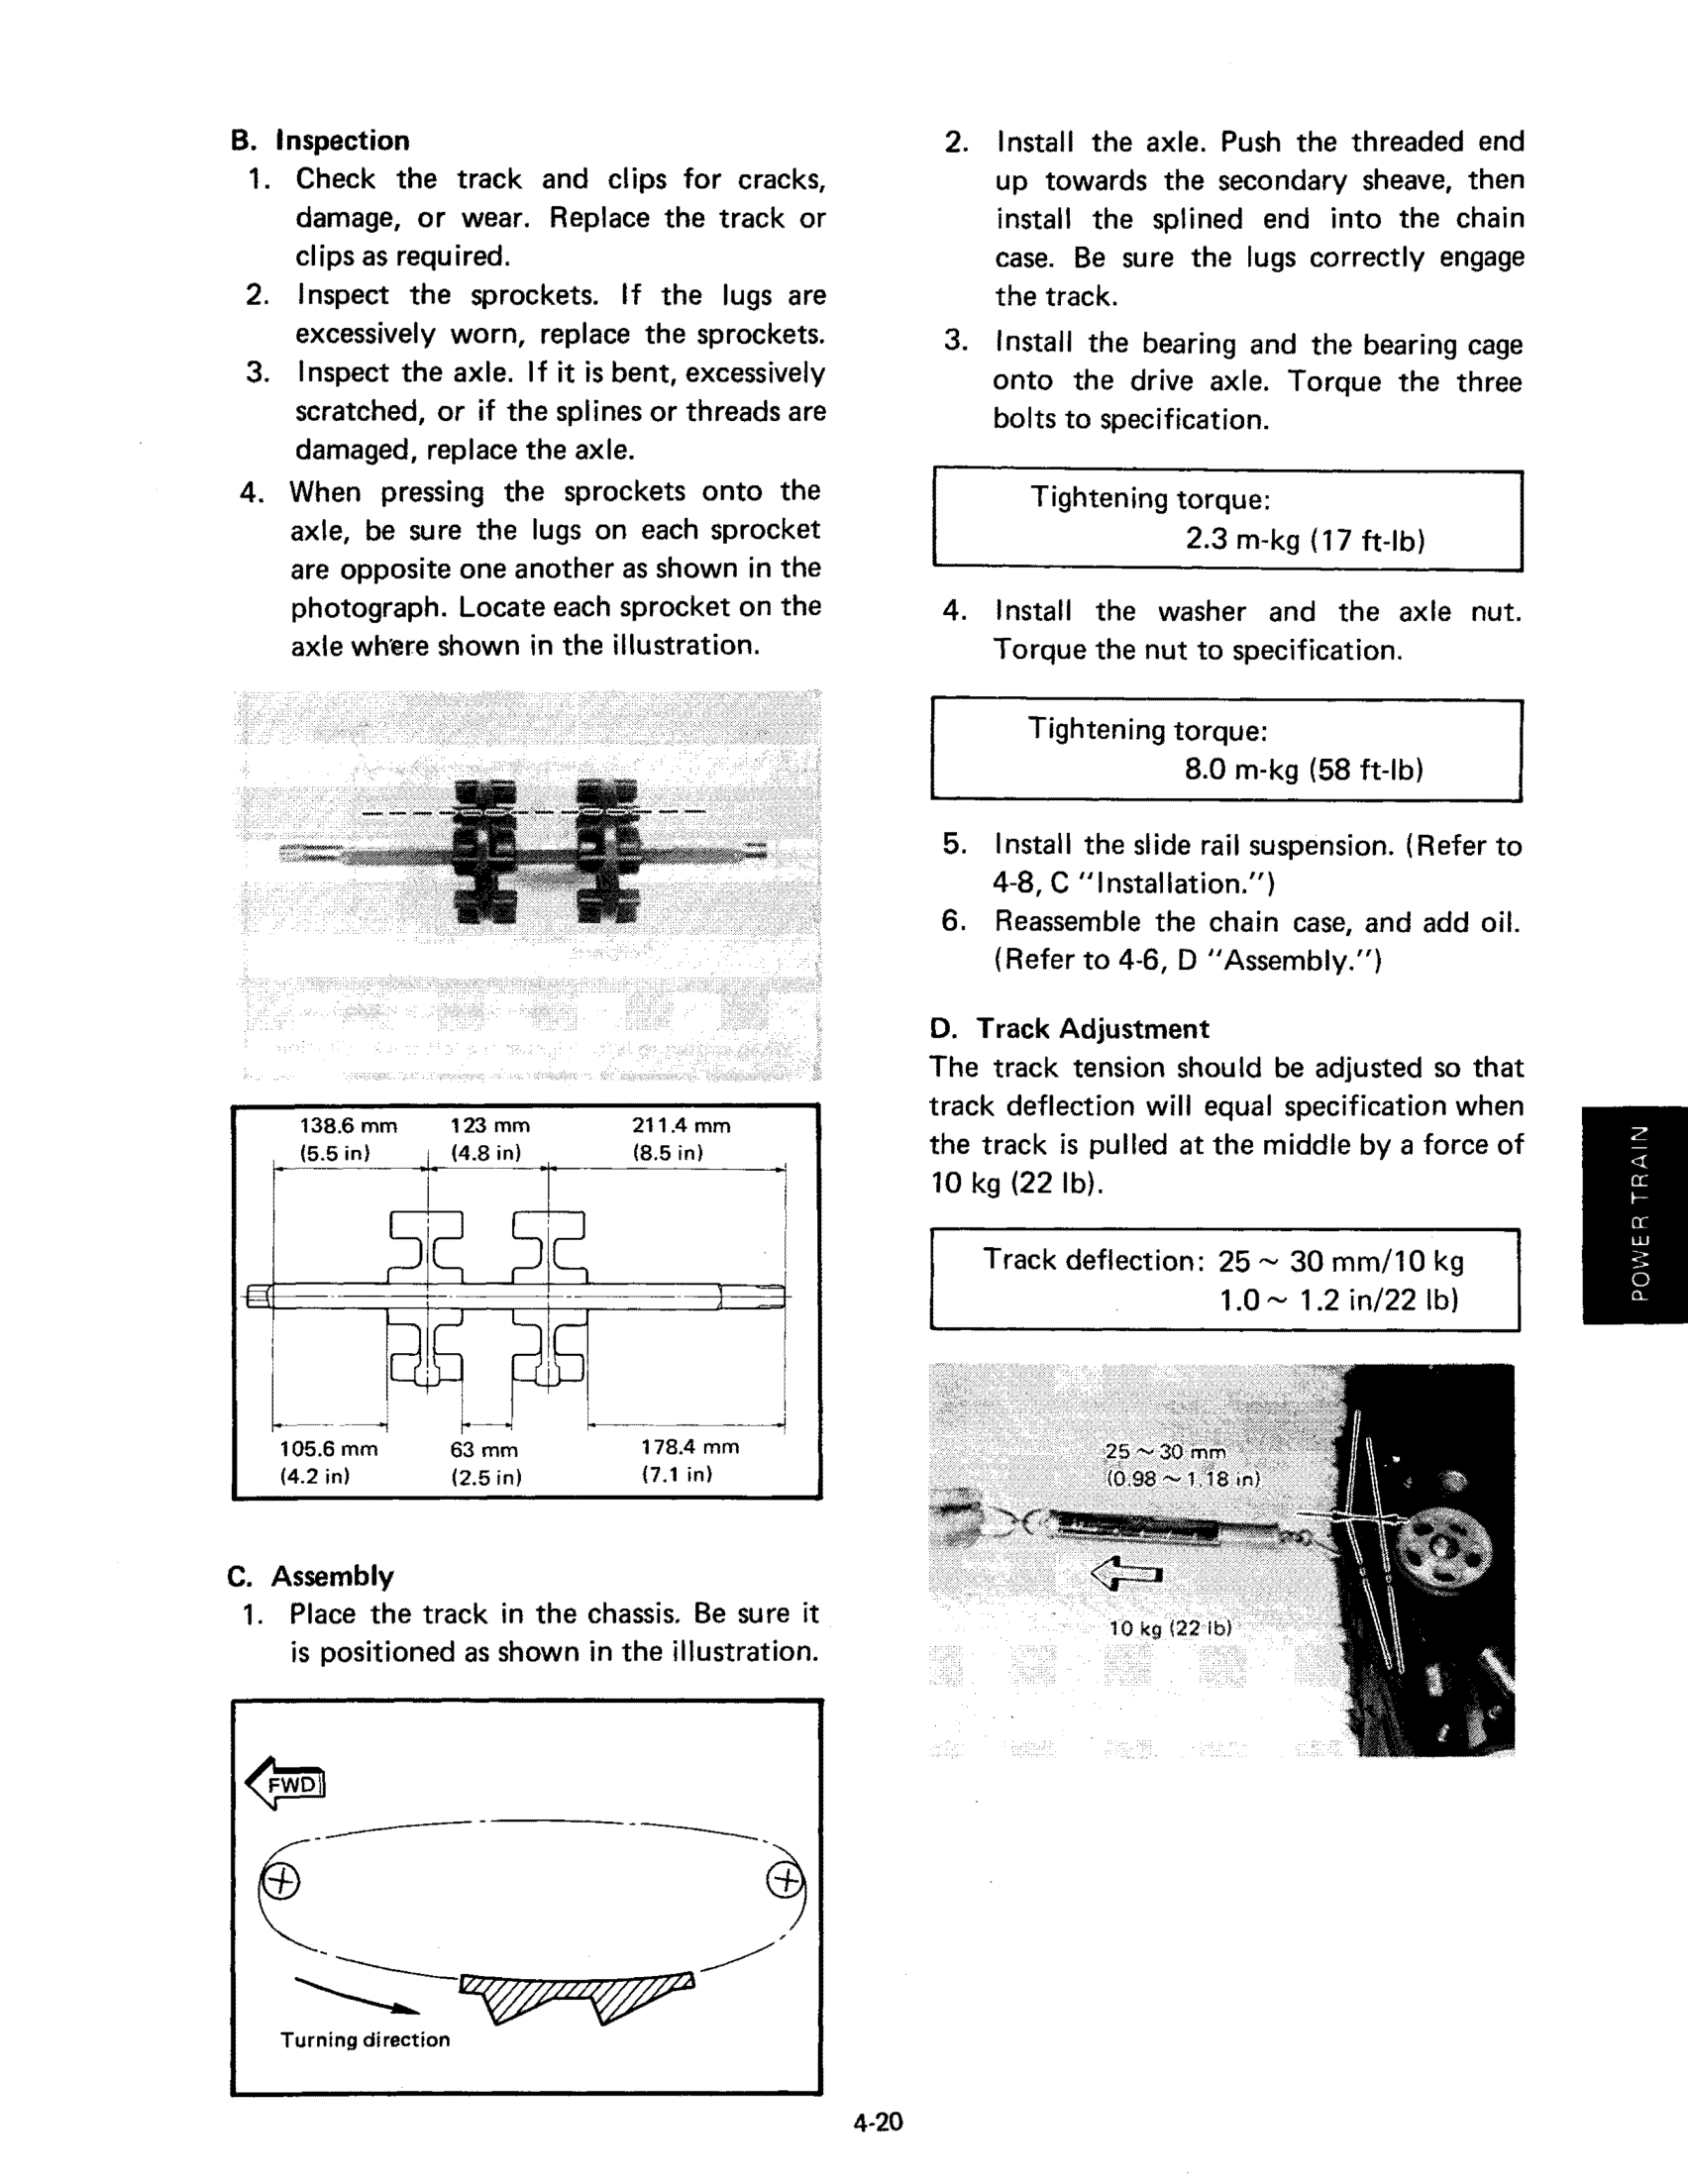 B. Inspection
1. Check the track and clips for cracks,
damage, or wear. Replace the track or
clips as required.
2. Inspect the sprockets. If the lugs are
excessively worn, replace the sprockets.
3. Inspect the axle. If it is bent, excessively
scratched, or if the splines or threads are
damaged, replace the axle.
4. When pressing the sprockets onto the
axle, be sure the lugs on each sprocket
are opposite one another as shown in the
photograph. Locate each sprocket on the
axle where shown in the illustration.
138.6 mm 123 mm 211.4 mm
(5.5 in) (4.8 in) (8.5 in)
105.6 mm 63 mm 178.4 mm
(4.2 in) (2.5 in) (7.1 in)
C. Assembly
1. Place the track in the chassis. Be sure it
is positioned as shown in the illustration.
FWD
Turning direction
2. Install the axle. Push the threaded end
up towards the secondary sheave, then
install the splined end into the chain
case. Be sure the lugs correctly engage
the track.
3. Install the bearing and the bearing cage
onto the drive axle. Torque the three
bolts to specification.
Tightening torque:
2.3 m-kg (17 ft-lb)
4. Install the washer and the axle nut.
Torque the nut to specification.
Tightening torque:
8.0 m-kg (58 ft-lb)
5. Install the slide rail suspension. (Refer to
4-8, C "Installation.")
6. Reassemble the chain case, and add oil.
(Refer to 4-6, D "Assembly.")
D. Track Adjustment
The track tension should be adjusted so that
track deflection will equal specification when
the track is pulled at the middle by a force of
10 kg (22 lb).
Track deflection: 25 ~ 30 mm/10 kg
1.0 ~ 1.2 in/22 lb)
25 ~ 30 mm
(0.98 ~ 1.18 in)
10 kg (22 lb)
POWER TRAIN
4-20